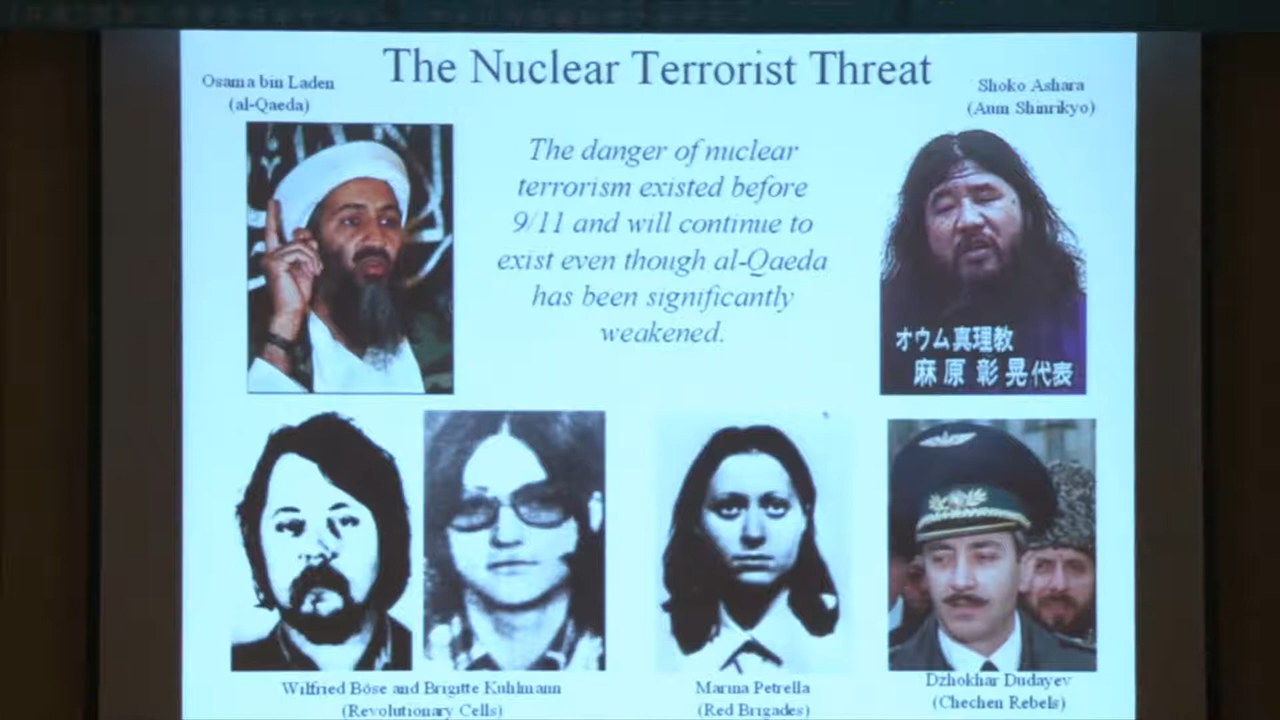 The Nuclear Terrorist Threat
Osama bin Laden
(al-Qaeda)
Shoko Ashara
(Aum Shinrikyo)
The danger of nuclear
terrorism existed before
9/11 and will continue to
exist even though al-Qaeda
has been significantly
weakened.
オウム真理教
麻原彰晃代表
Wilfried Böse and Brigitte Kuhlmann
(Revolutionary Cells)
Marina Petrella
(Red Brigades)
Dzhokhar Dudayev
(Chechen Rebels)